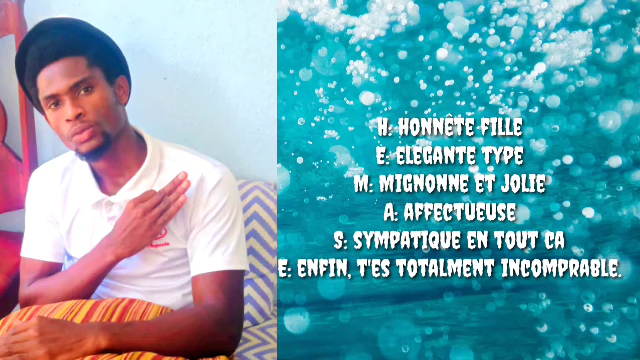 H: HONNÊTE FILLE
E: ELEGANTE TYPE
M: MIGNONNE ET JOLIE
A: AFFECTUEUSE
S: SYMPATIQUE EN TOUT CA
E: ENFIN, T'ES TOTALMENT INCOMPRABLE.